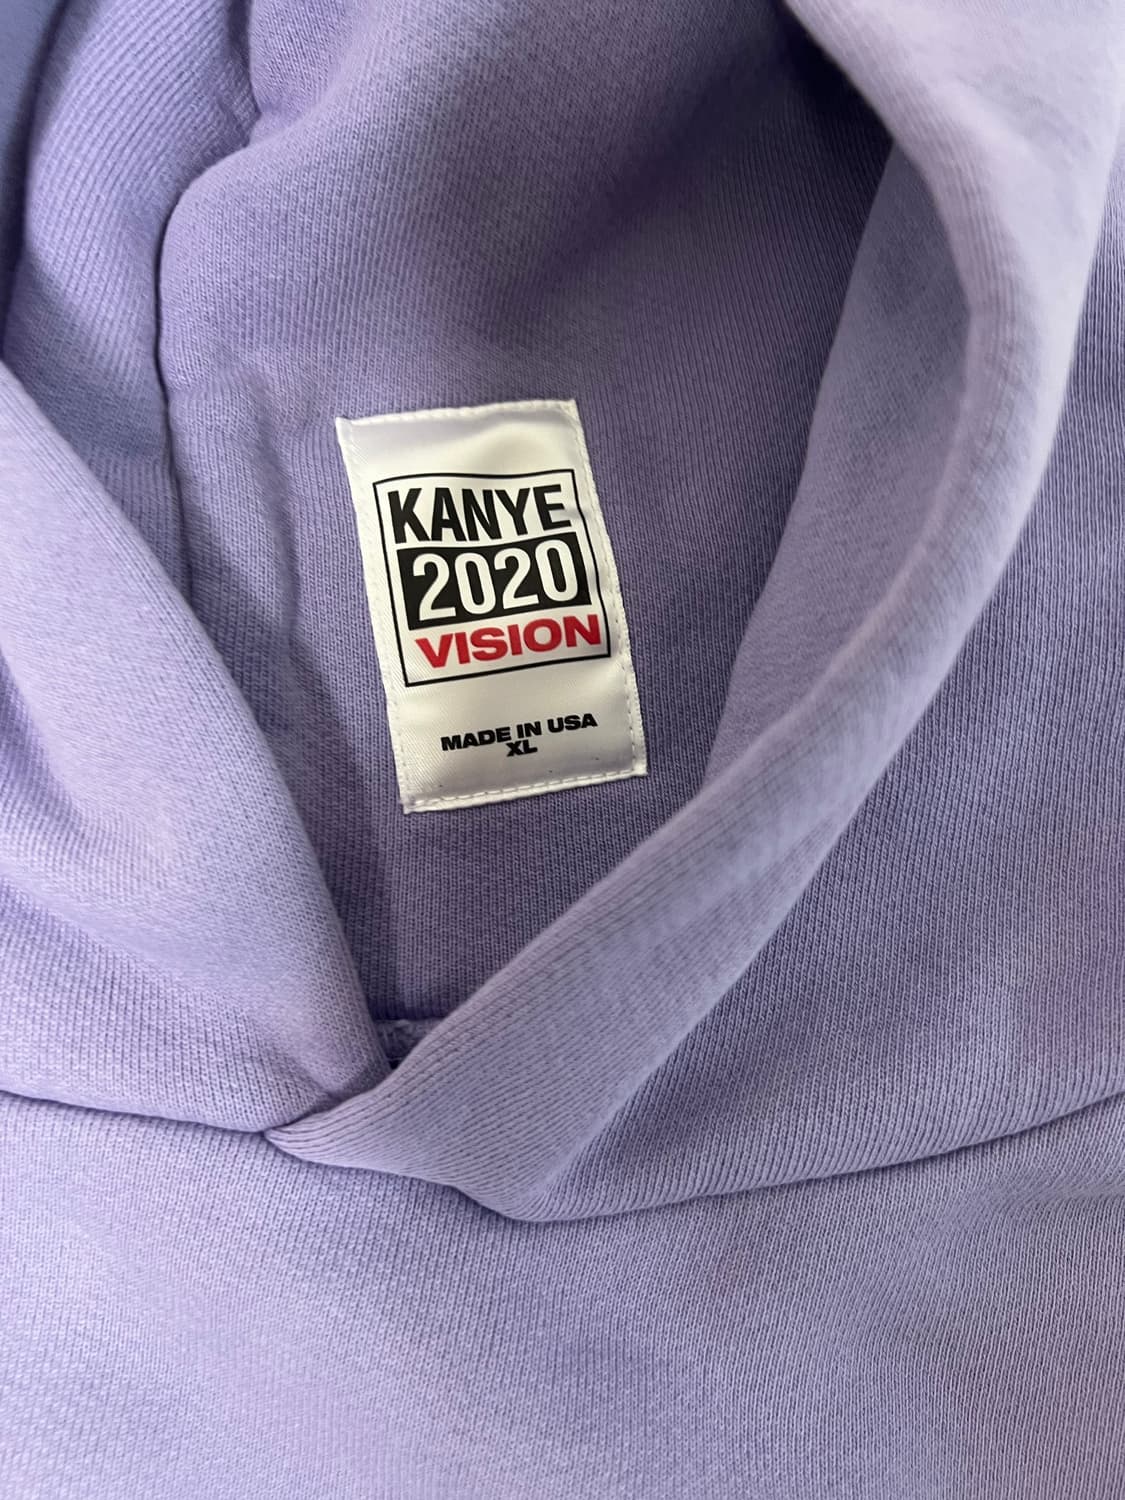 KANYE
2020
VISION
MADE IN USA
XL